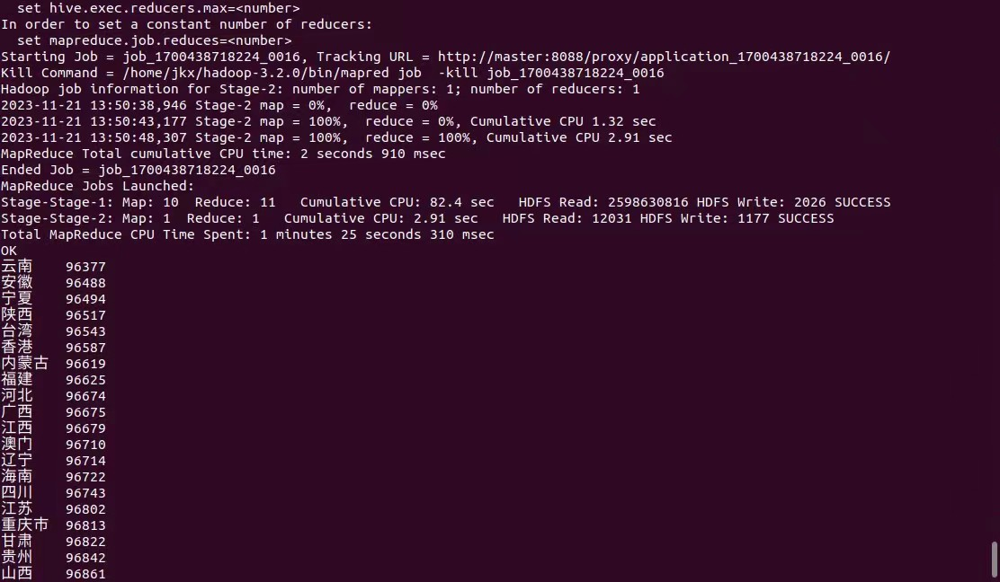 set hive.exec.reducers.max=<number>
In order to set a constant number of reducers:
set mapreduce.job.reduces=<number>
Starting Job = job_1700438718224_0016, Tracking URL = http://master:8088/proxy/application_1700438718224_0016/
Kill Command = /home/jkx/hadoop-3.2.0/bin/mapred job  -kill job_1700438718224_0016
Hadoop job information for Stage-2: number of mappers: 1; number of reducers: 1
2023-11-21 13:50:38,946 Stage-2 map = 0%,  reduce = 0%
2023-11-21 13:50:43,177 Stage-2 map = 100%,  reduce = 0%, Cumulative CPU 1.32 sec
2023-11-21 13:50:48,307 Stage-2 map = 100%,  reduce = 100%, Cumulative CPU 2.91 sec
MapReduce Total cumulative CPU time: 2 seconds 910 msec
Ended Job = job_1700438718224_0016
MapReduce Jobs Launched:
Stage-Stage-1: Map: 10  Reduce: 11   Cumulative CPU: 82.4 sec   HDFS Read: 2598630816 HDFS Write: 2026 SUCCESS
Stage-Stage-2: Map: 1  Reduce: 1   Cumulative CPU: 2.91 sec   HDFS Read: 12031 HDFS Write: 1177 SUCCESS
Total MapReduce CPU Time Spent: 1 minutes 25 seconds 310 msec
OK
云南 96377
安徽 96488
宁夏 96494
陕西 96517
台湾 96543
香港 96587
内蒙古 96619
福建 96625
河北 96674
广西 96675
江西 96679
澳门 96710
辽宁 96714
海南 96722
四川 96743
江苏 96802
重庆市 96813
甘肃 96822
贵州 96842
山西 96861